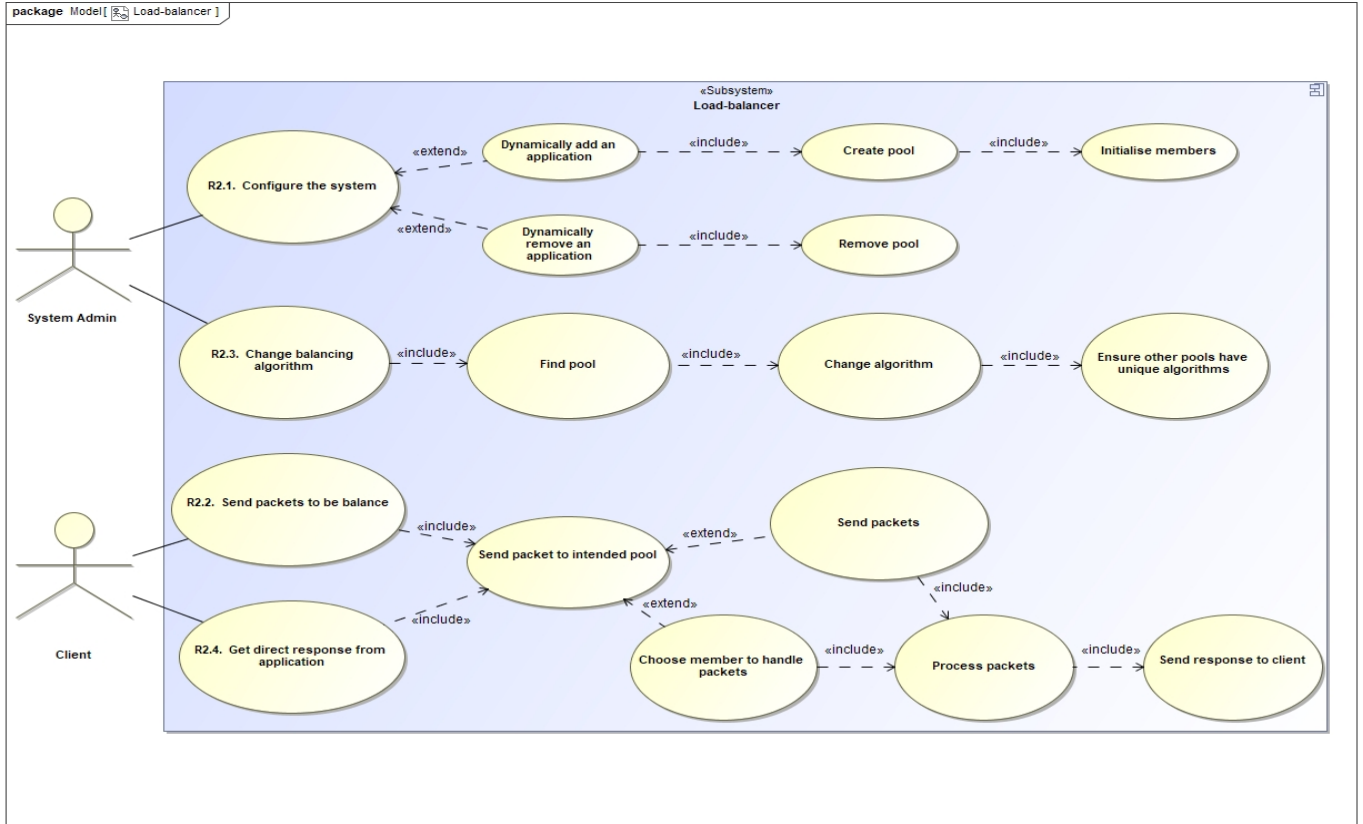 package Model[ Load-balancer ]
«Subsystem»
Load-balancer
R2.1. Configure the system
«extend»
Dynamically add an
application
«include»
Create pool
«include»
Initialise members
«extend»
Dynamically
remove an
application
«include»
Remove pool
System Admin
R2.3. Change balancing
algorithm
«include»
Find pool
«include»
Change algorithm
«include»
Ensure other pools have
unique algorithms
R2.2. Send packets to be balance
«include»
Send packet to intended pool
«extend»
Send packets
«include»
Client
R2.4. Get direct response from
application
«include»
«extend»
Choose member to handle
packets
«include»
Process packets
«include»
Send response to client